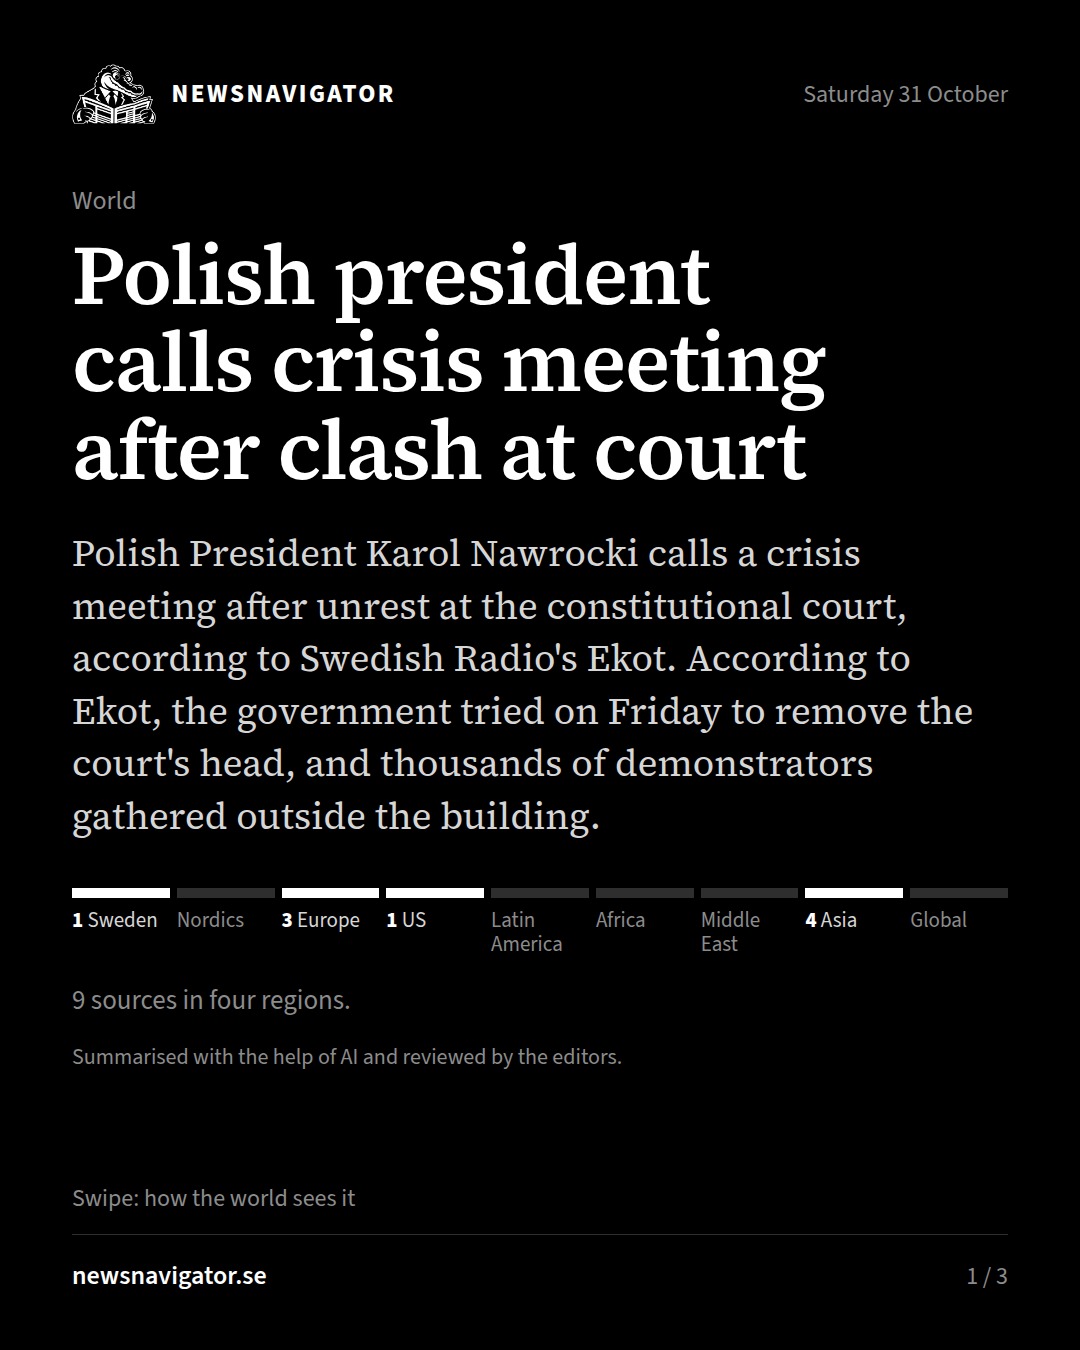 NEWSNAVIGATOR
Saturday 31 October
World
Polish president
calls crisis meeting
after clash at court
Polish President Karol Nawrocki calls a crisis
meeting after unrest at the constitutional court,
according to Swedish Radio's Ekot. According to
Ekot, the government tried on Friday to remove the
court's head, and thousands of demonstrators
gathered outside the building.
1 Sweden
Nordics
3 Europe
1 US
Latin
America
Africa
Middle
East
4 Asia
Global
9 sources in four regions.
Summarised with the help of AI and reviewed by the editors.
Swipe: how the world sees it
newsnavigator.se
1 / 3